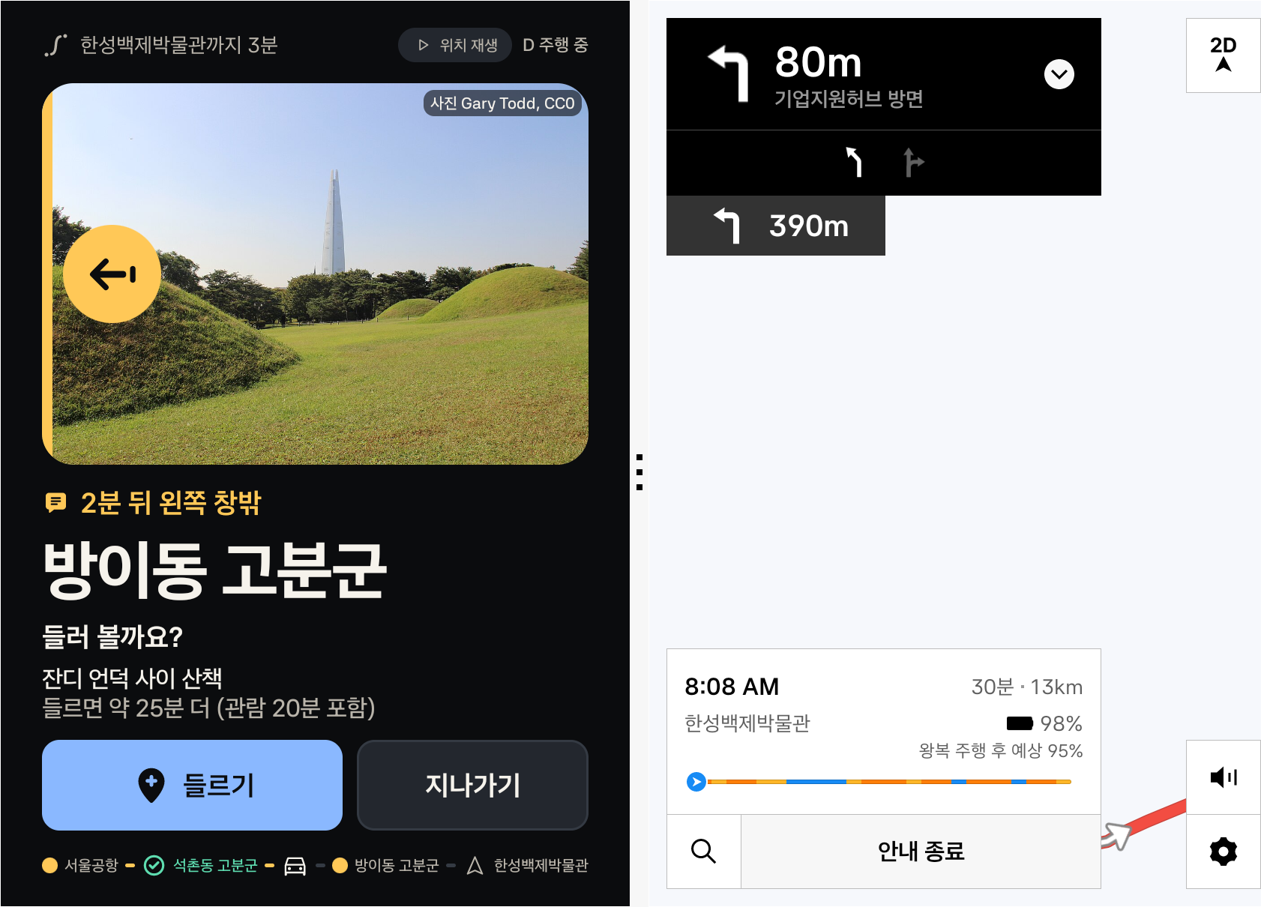 한성백제박물관까지 3분
위치 재생
D 주행 중
사진 Gary Todd, CC0
2분 뒤 왼쪽 창밖
방이동 고분군
들러 볼까요?
잔디 언덕 사이 산책
들르면 약 25분 더 (관람 20분 포함)
들르기
지나가기
서울공항
석촌동 고분군
방이동 고분군
한성백제박물관
80m
기업지원허브 방면
390m
2D
8:08 AM
30분 · 13km
한성백제박물관
98%
왕복 주행 후 예상 95%
안내 종료